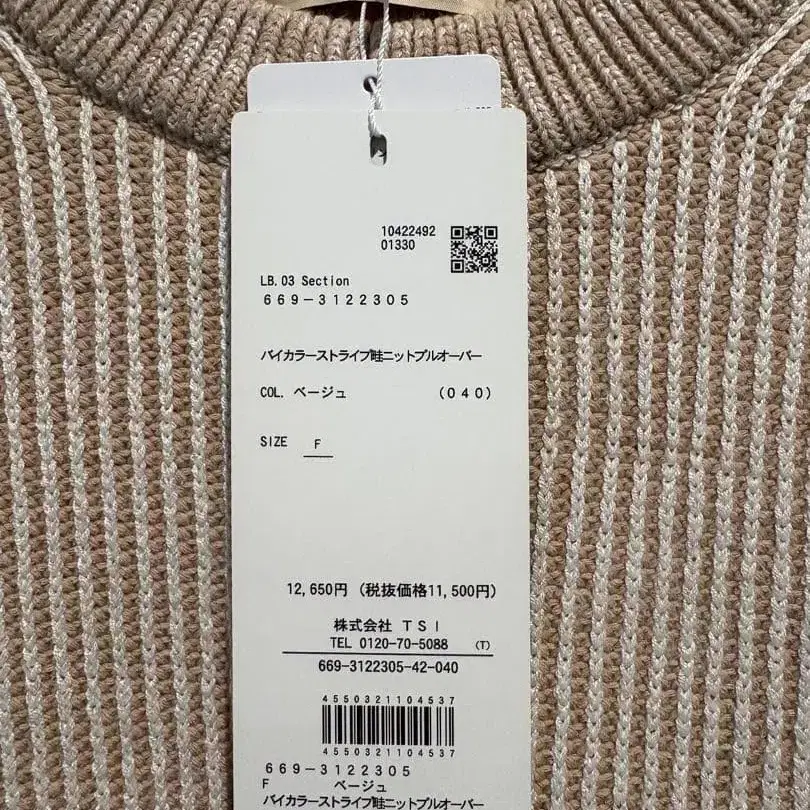 10422492
01330
LB.03 Section
669-3122305
バイカラーストライプ畦ニットプルオーバー
COL. ベージュ (040)
SIZE F
12,650円 (税抜価格11,500円)
株式会社 TSI
TEL 0120-70-5088 (T)
669-3122305-42-040
4550321104537
4550321104537
669-3122305
F ベージュ
バイカラーストライプ畦ニットプルオーバー